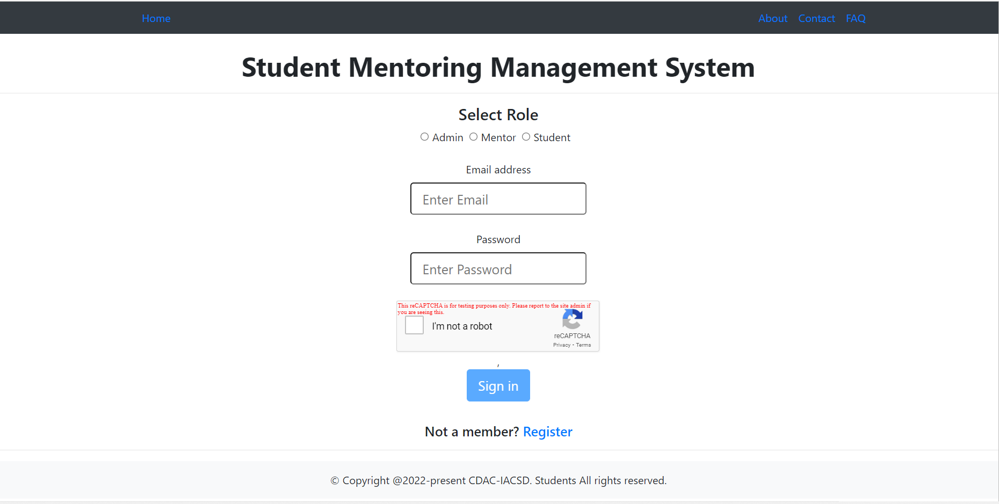 Home About Contact FAQ
Student Mentoring Management System
Select Role
Admin Mentor Student
Email address
Enter Email
Password
Enter Password
This reCAPTCHA is for testing purposes only. Please report to the site admin if
you are seeing this.
I'm not a robot
reCAPTCHA
Privacy - Terms
,
Sign in
Not a member? Register
© Copyright @2022-present CDAC-IACSD. Students All rights reserved.